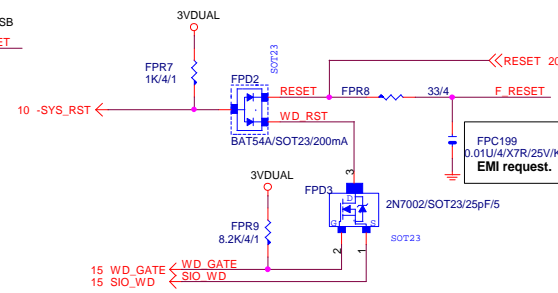 SB
ET
3VDUAL
FPR7
1K/4/1
SOT23
FPD2
RESET
FPR8
33/4
RESET 20
F_RESET
10 -SYS_RST
WD_RST
BAT54A/SOT23/200mA
FPC199
0.01U/4/X7R/25V/K
EMI request.
3VDUAL
3
FPD3
D
G
S
2N7002/SOT23/25pF/5
SOT23
FPR9
8.2K/4/1
2
1
15 WD_GATE
WD_GATE
15 SIO_WD
SIO_WD